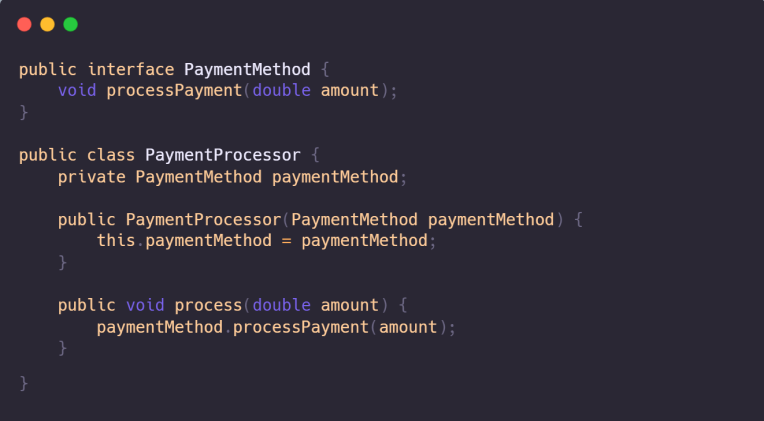 public interface PaymentMethod {
    void processPayment(double amount);
}

public class PaymentProcessor {
    private PaymentMethod paymentMethod;

    public PaymentProcessor(PaymentMethod paymentMethod) {
        this.paymentMethod = paymentMethod;
    }

    public void process(double amount) {
        paymentMethod.processPayment(amount);
    }

}